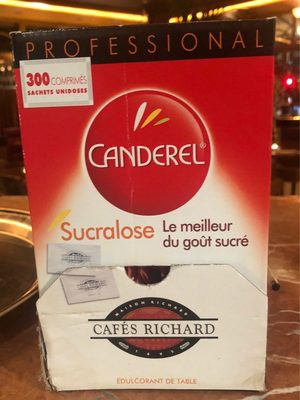 PROFESSIONAL
300 COMPRIMÉS
SACHETS UNIDOSES
CANDEREL®
Sucralose Le meilleur
du goût sucré
MAISON RICHARD
CAFÉS RICHARD
1892
EDULCORANT DE TABLE